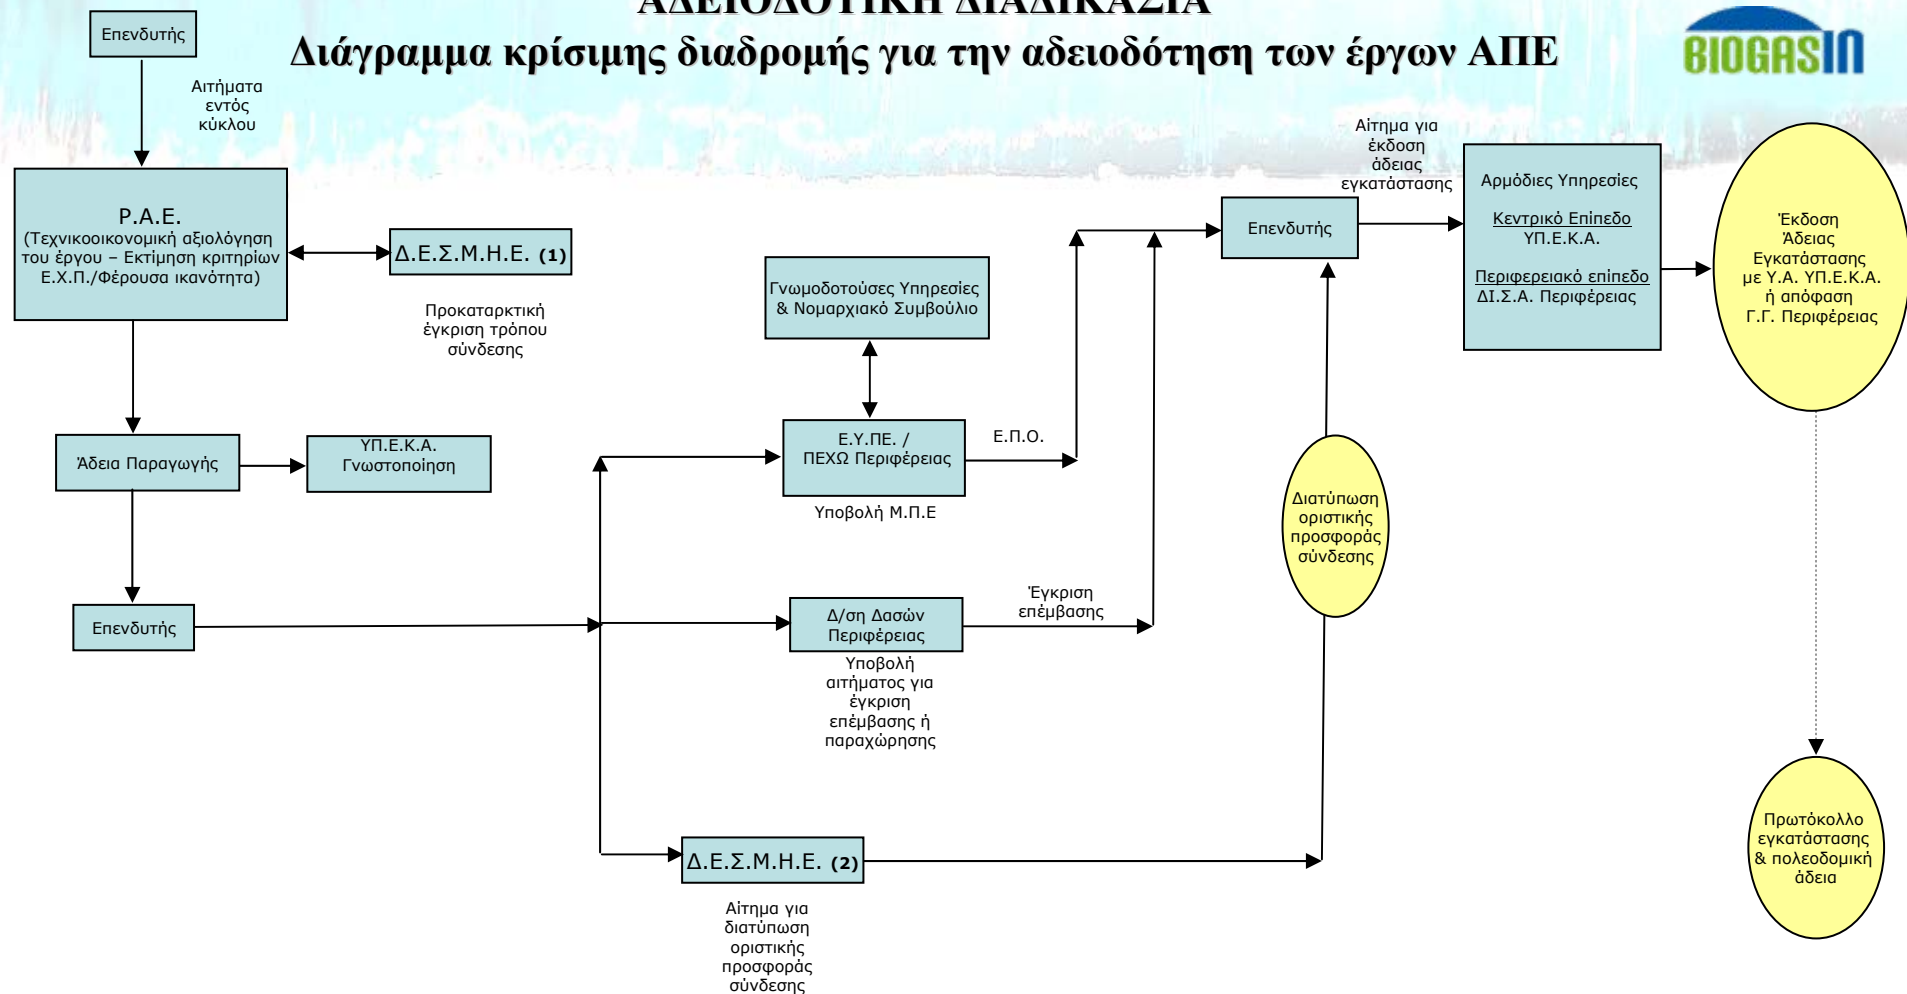 ΑΔΕΙΟΔΟΤΙΚΗ ΔΙΑΔΙΚΑΣΙΑ
Διάγραμμα κρίσιμης διαδρομής για την αδειοδότηση των έργων ΑΠΕ
BIOGASIN
Επενδυτής
Αιτήματα
εντός
κύκλου
Ρ.Α.Ε.
(Τεχνικοοικονομική αξιολόγηση
του έργου – Εκτίμηση κριτηρίων
Ε.Χ.Π./Φέρουσα ικανότητα)
Δ.Ε.Σ.Μ.Η.Ε. (1)
Προκαταρκτική
έγκριση τρόπου
σύνδεσης
Άδεια Παραγωγής
ΥΠ.Ε.Κ.Α.
Γνωστοποίηση
Επενδυτής
Γνωμοδοτούσες Υπηρεσίες
& Νομαρχιακό Συμβούλιο
Ε.Υ.ΠΕ. /
ΠΕΧΩ Περιφέρειας
Υποβολή Μ.Π.Ε
Ε.Π.Ο.
Δ/ση Δασών
Περιφέρειας
Υποβολή
αιτήματος για
έγκριση
επέμβασης ή
παραχώρησης
Έγκριση
επέμβασης
Δ.Ε.Σ.Μ.Η.Ε. (2)
Αίτημα για
διατύπωση
οριστικής
προσφοράς
σύνδεσης
Διατύπωση
οριστικής
προσφοράς
σύνδεσης
Επενδυτής
Αίτημα για
έκδοση
άδειας
εγκατάστασης
Αρμόδιες Υπηρεσίες
Κεντρικό Επίπεδο
ΥΠ.Ε.Κ.Α.
Περιφερειακό επίπεδο
ΔΙ.Σ.Α. Περιφέρειας
Έκδοση
Άδειας
Εγκατάστασης
με Υ.Α. ΥΠ.Ε.Κ.Α.
ή απόφαση
Γ.Γ. Περιφέρειας
Πρωτόκολλο
εγκατάστασης
& πολεοδομική
άδεια